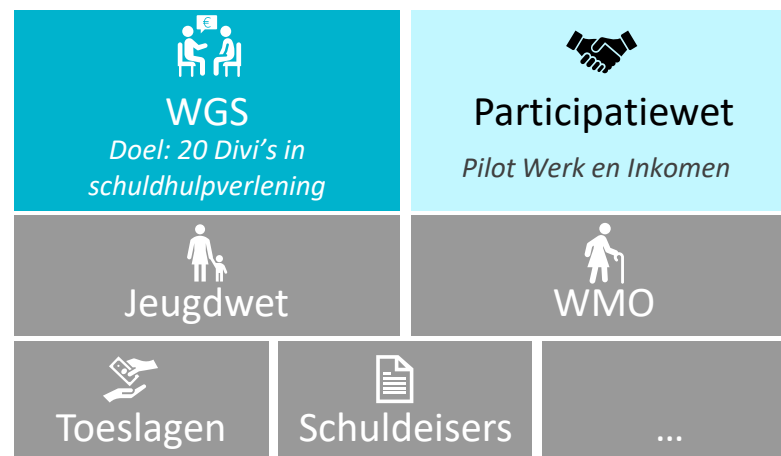 €
WGS
Doel: 20 Divi's in
schuldhulpverlening
Participatiewet
Pilot Werk en Inkomen
Jeugdwet
WMO
Toeslagen
Schuldeisers
...